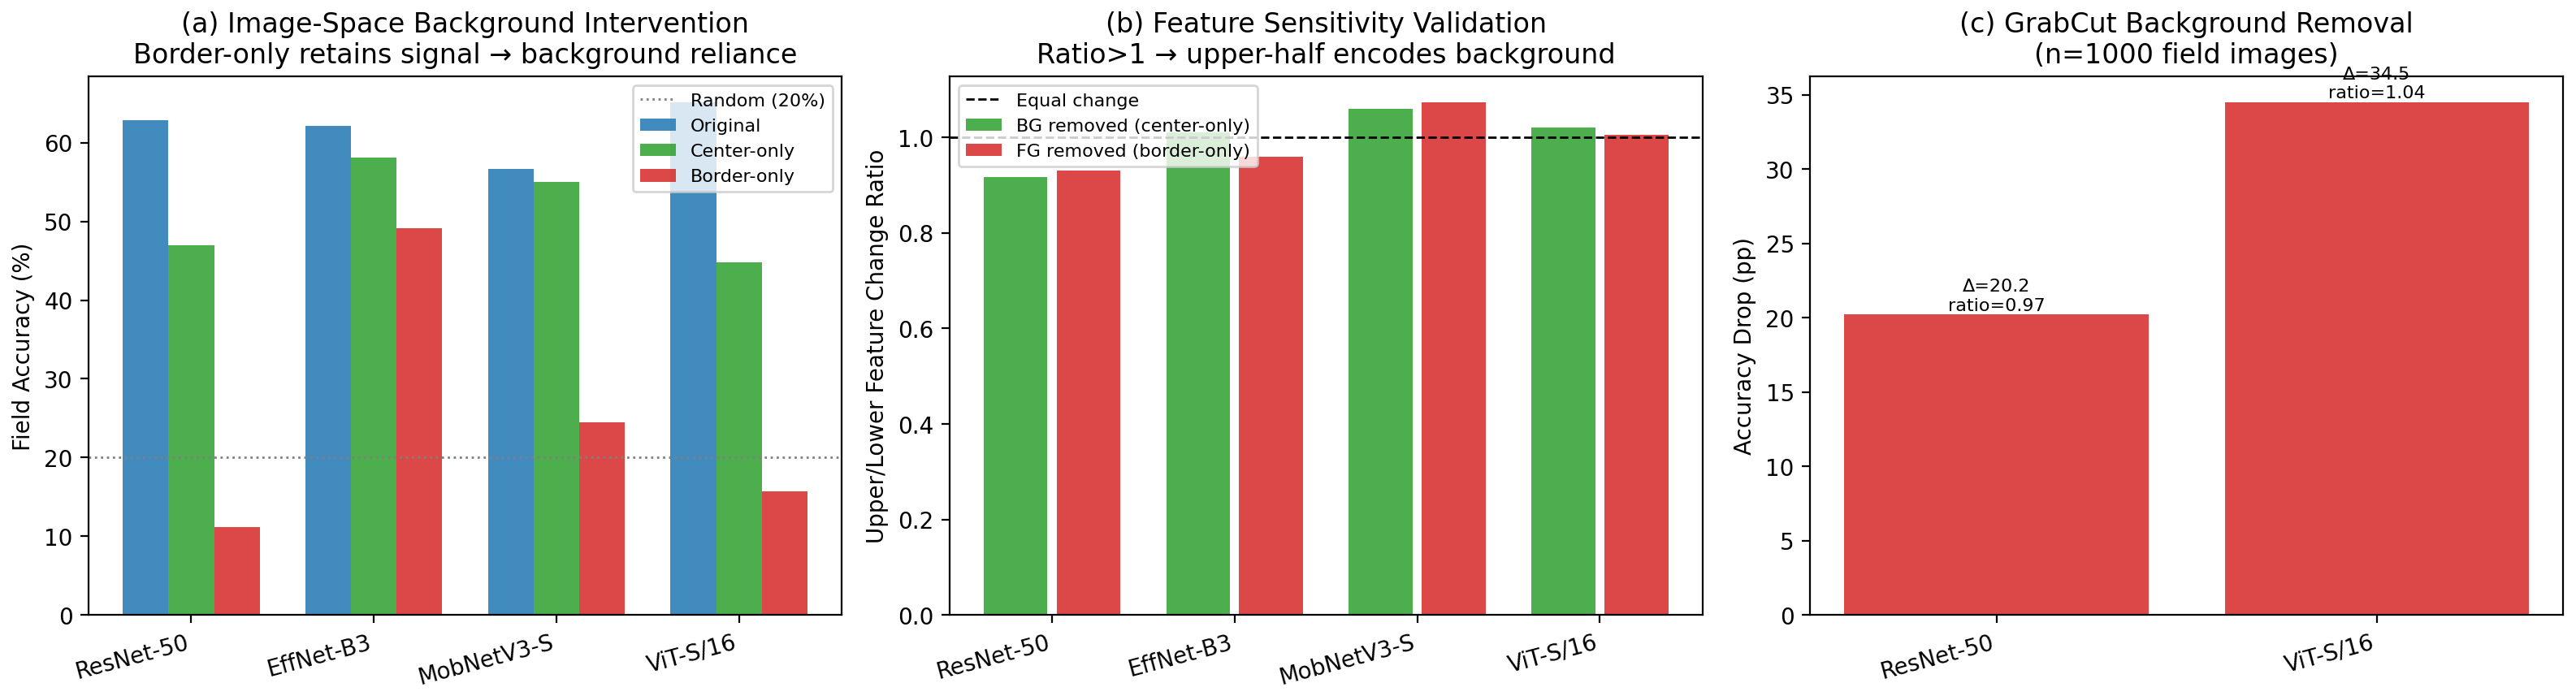 (a) Image-Space Background Intervention
Border-only retains signal → background reliance
Field Accuracy (%)
60
50
40
30
20
10
0
Random (20%)
Original
Center-only
Border-only
ResNet-50
EffNet-B3
MobNetV3-S
ViT-S/16
(b) Feature Sensitivity Validation
Ratio>1 → upper-half encodes background
Upper/Lower Feature Change Ratio
1.0
0.8
0.6
0.4
0.2
0.0
Equal change
BG removed (center-only)
FG removed (border-only)
ResNet-50
EffNet-B3
MobNetV3-S
ViT-S/16
(c) GrabCut Background Removal
(n=1000 field images)
Accuracy Drop (pp)
35
30
25
20
15
10
5
0
Δ=20.2
ratio=0.97
Δ=34.5
ratio=1.04
ResNet-50
ViT-S/16